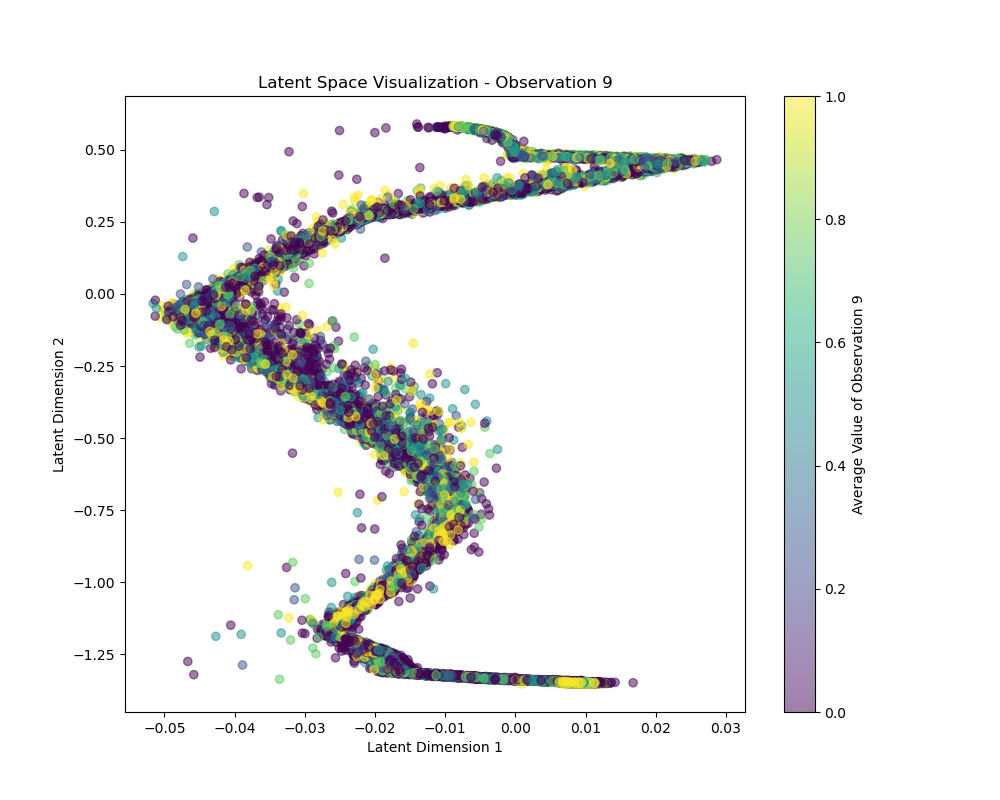 Latent Space Visualization - Observation 9
0.50
0.25
0.00
−0.25
−0.50
−0.75
−1.00
−1.25
Latent Dimension 2
−0.05 −0.04 −0.03 −0.02 −0.01 0.00 0.01 0.02 0.03
Latent Dimension 1
1.0
0.8
0.6
0.4
0.2
0.0
Average Value of Observation 9